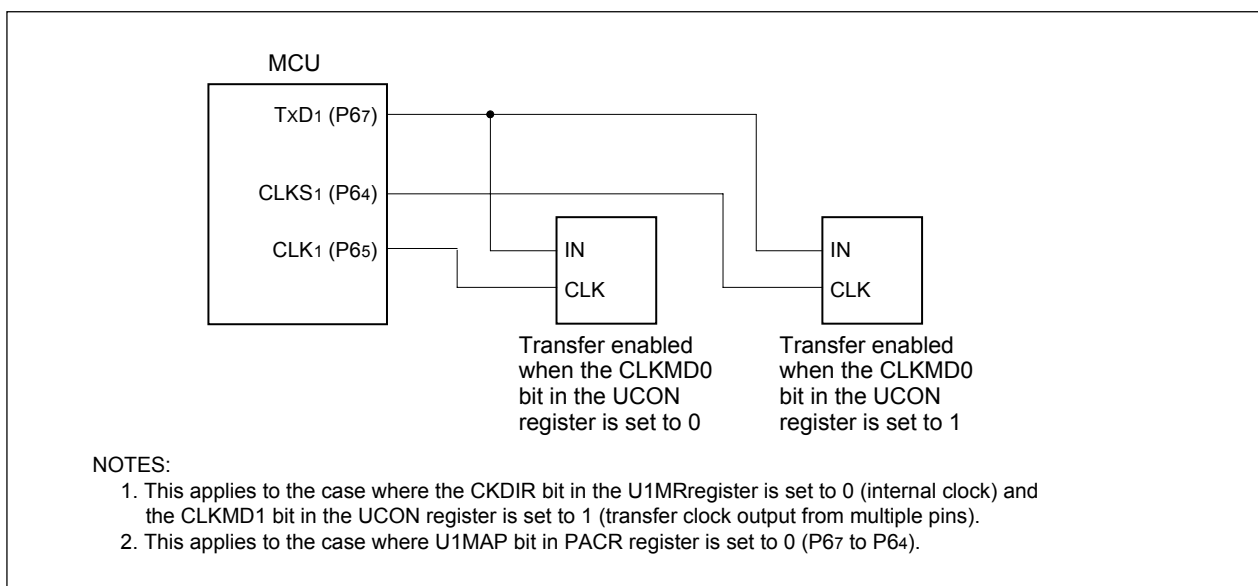 MCU
TxD1 (P67)
CLKS1 (P64)
CLK1 (P65)
IN
CLK
IN
CLK
Transfer enabled
when the CLKMD0
bit in the UCON
register is set to 0
Transfer enabled
when the CLKMD0
bit in the UCON
register is set to 1
NOTES:
1. This applies to the case where the CKDIR bit in the U1MRregister is set to 0 (internal clock) and
the CLKMD1 bit in the UCON register is set to 1 (transfer clock output from multiple pins).
2. This applies to the case where U1MAP bit in PACR register is set to 0 (P67 to P64).